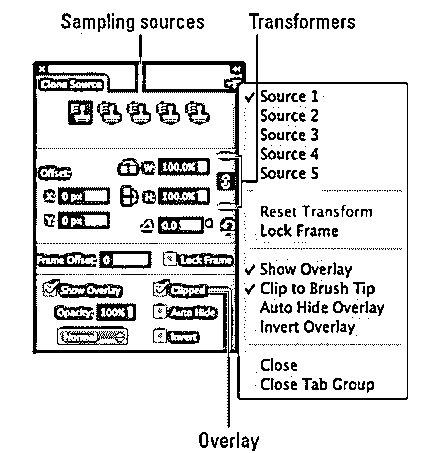 Sampling sources
Transformers
Clone Source
Source 1
Source 2
Source 3
Source 4
Source 5
Reset Transform
Lock Frame
Show Overlay
Clip to Brush Tip
Auto Hide Overlay
Invert Overlay
Close
Close Tab Group
Offset:
W: 100.0%
X: 0 px
H: 100.0%
Y: 0 px
0.0
Frame Offset: 0
Lock Frame
Show Overlay
Clipped
Opacity: 100%
Auto Hide
Normal
Invert
Overlay